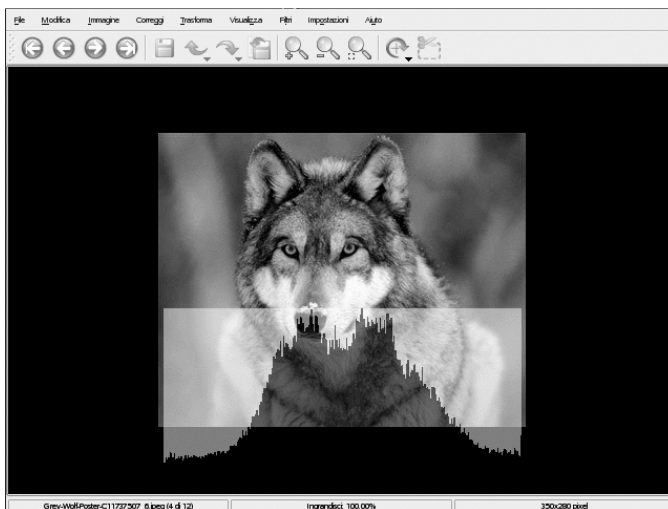 File Modifica Immagine Correggi Trasforma Visualizza Filtri Impostazioni Aiuto
Grey-Wolf-Poster-C11737507_6.jpeg (4 di 12) Ingrandisci: 100.00% 350x280 pixel